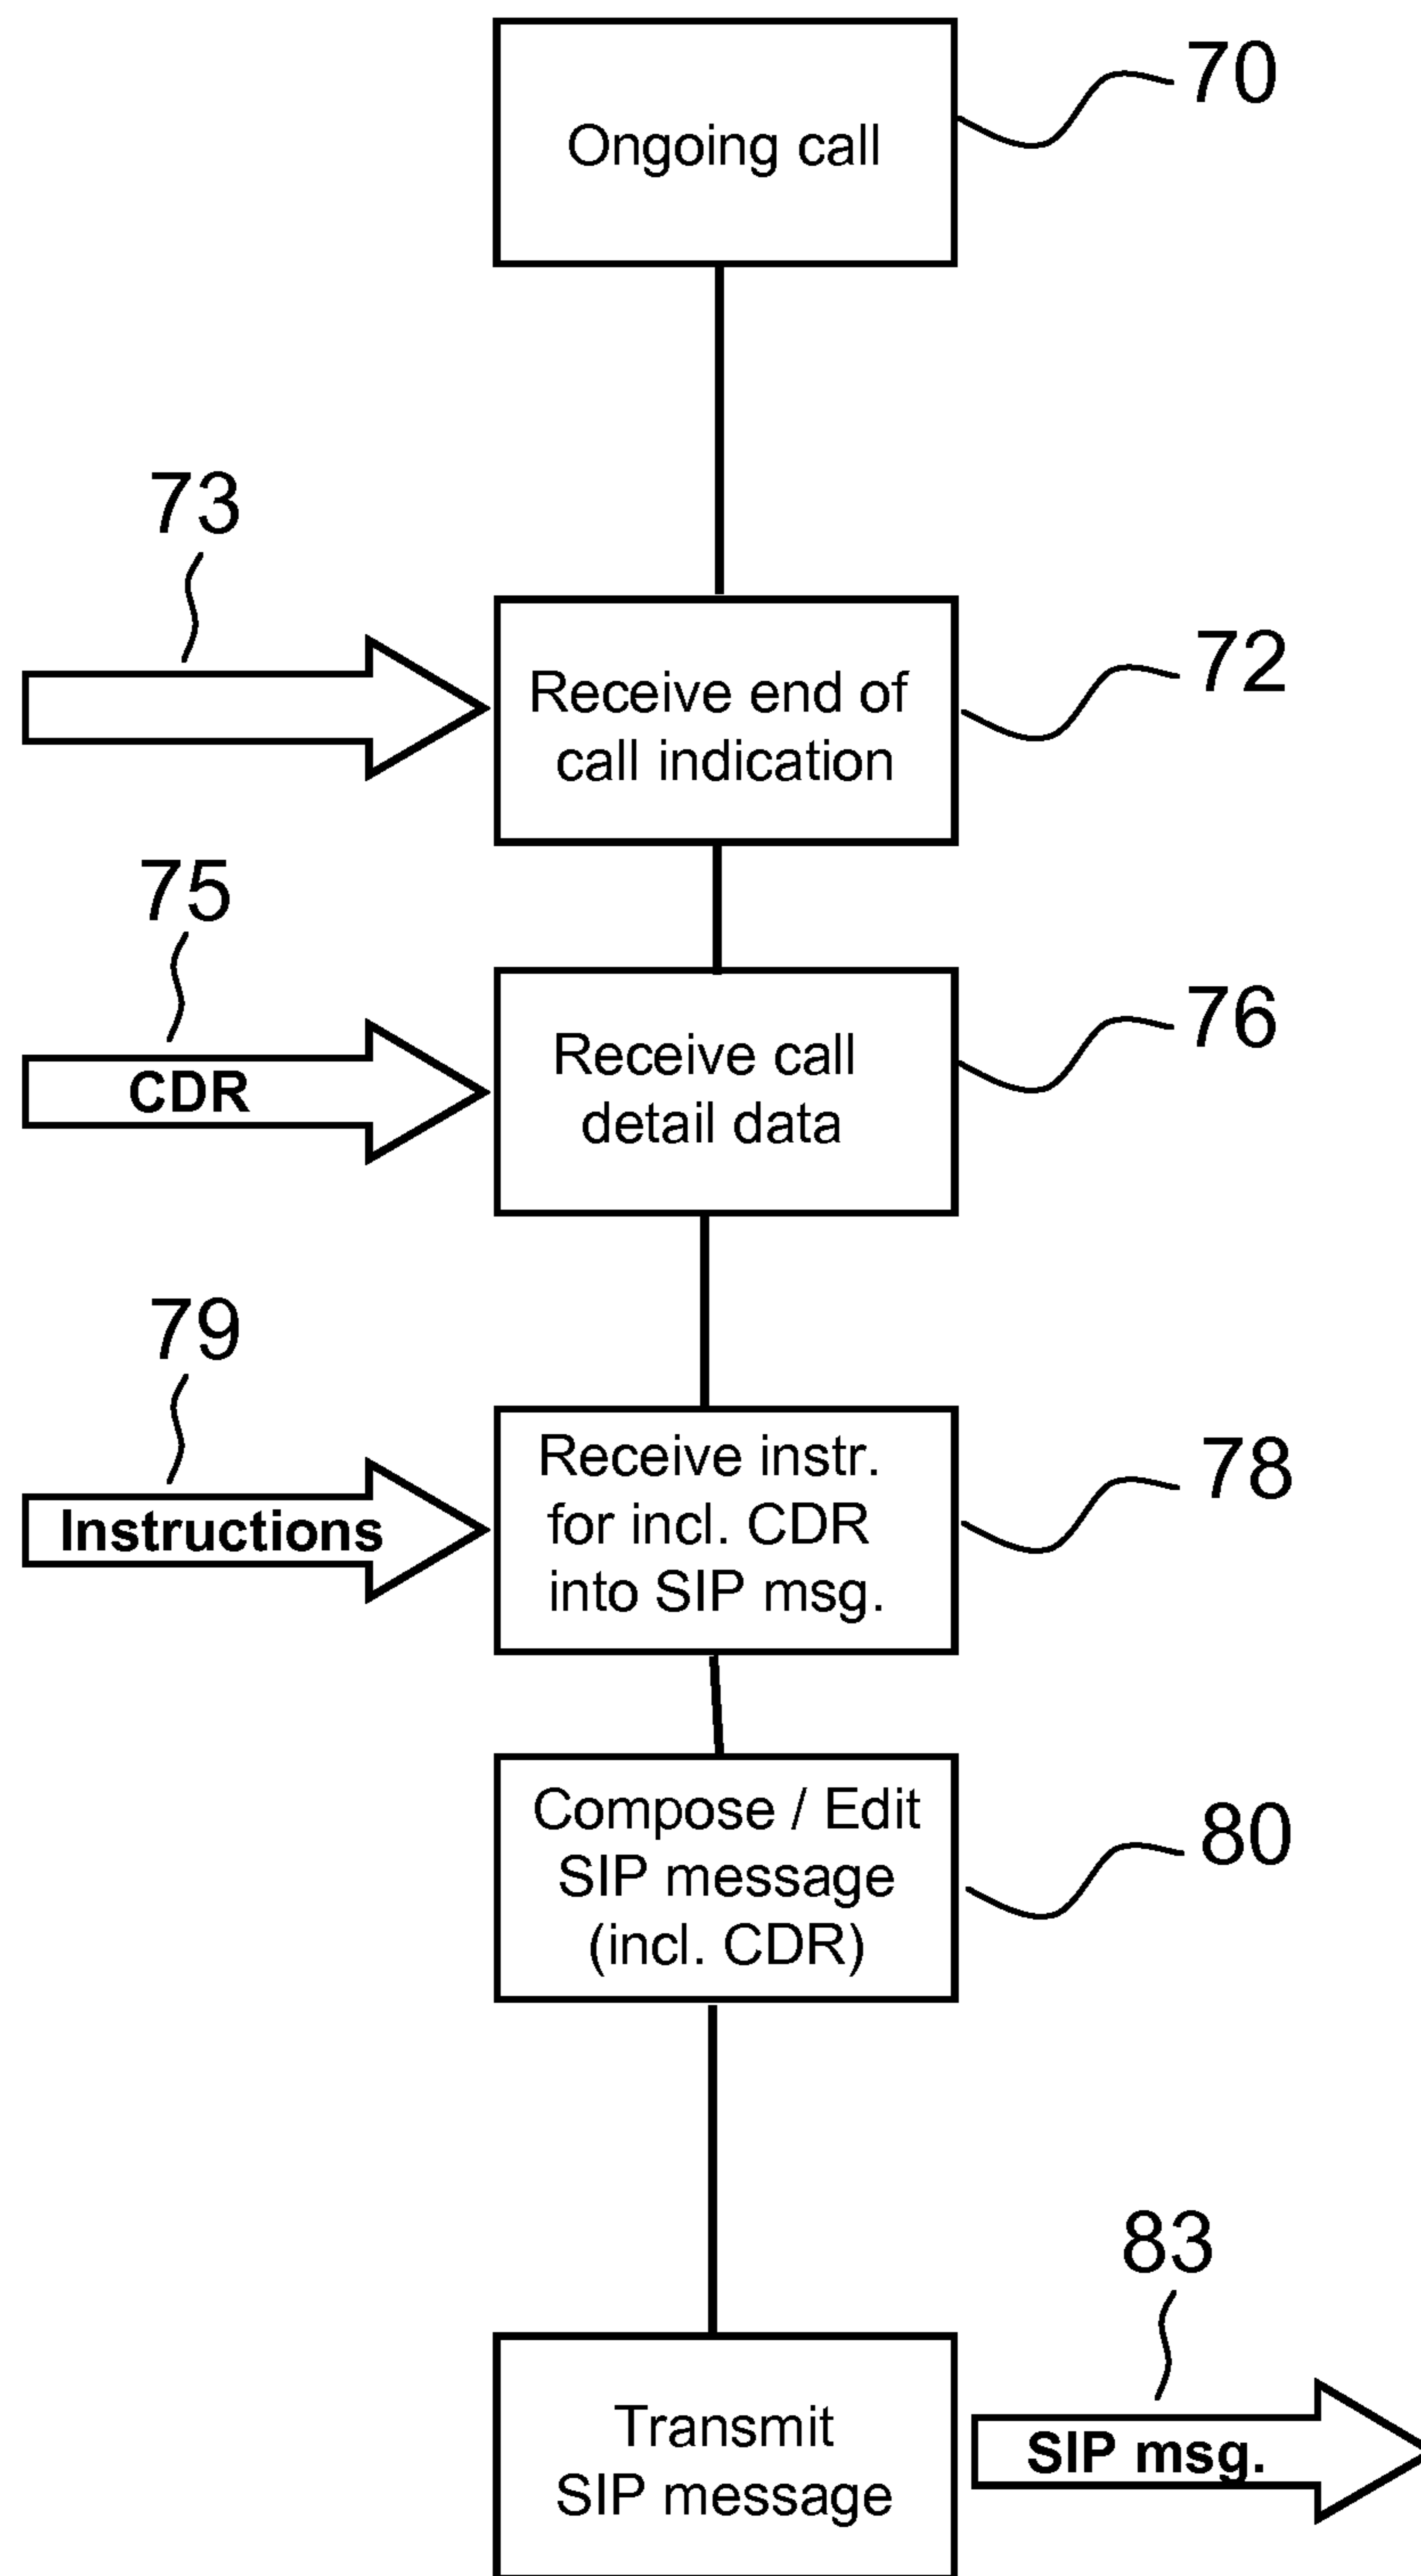 70
Ongoing call
73
72
Receive end of
call indication
75
76
CDR
Receive call
detail data
79
78
Instructions
Receive instr.
for incl. CDR
into SIP msg.
80
Compose / Edit
SIP message
(incl. CDR)
83
Transmit
SIP message
SIP msg.